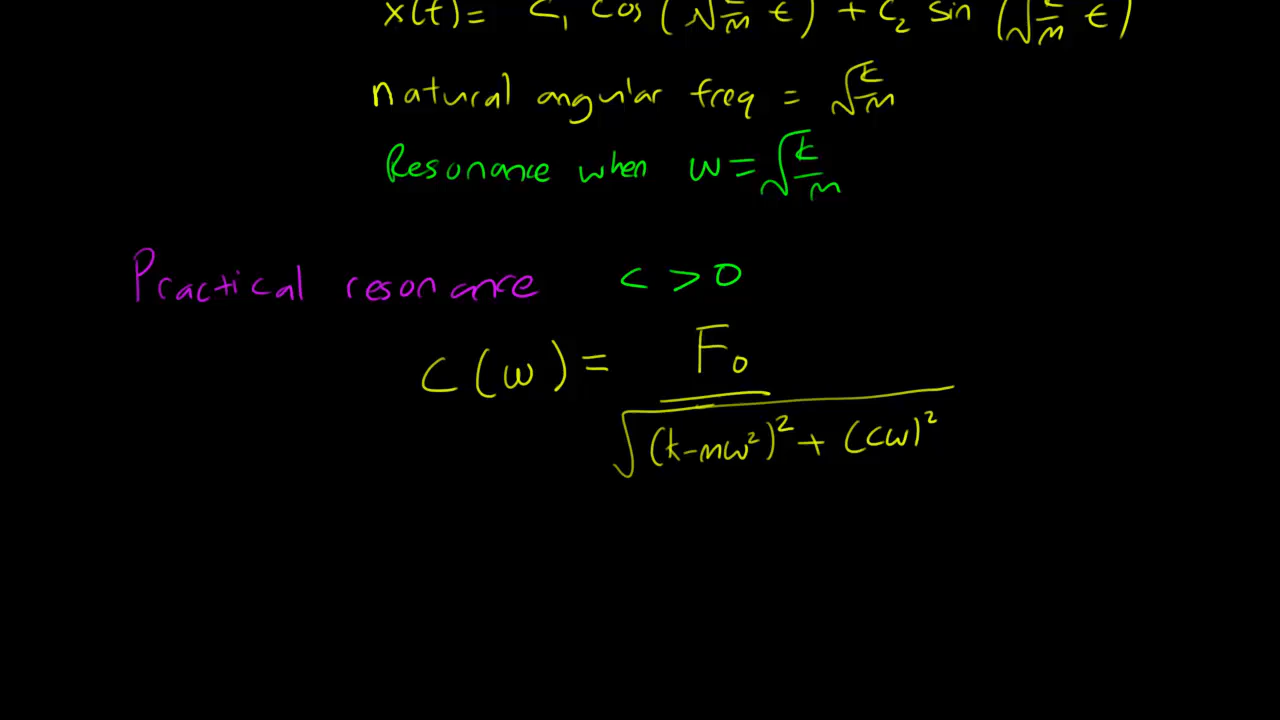 x(t) = C₁ cos(√(k/m) t) + C₂ sin(√(k/m) t)
natural angular freq = √(k/m)
Resonance when ω = √(k/m)
Practical resonance c > 0
C(ω) = F₀ / √((k-mω²)² + (cω)²)